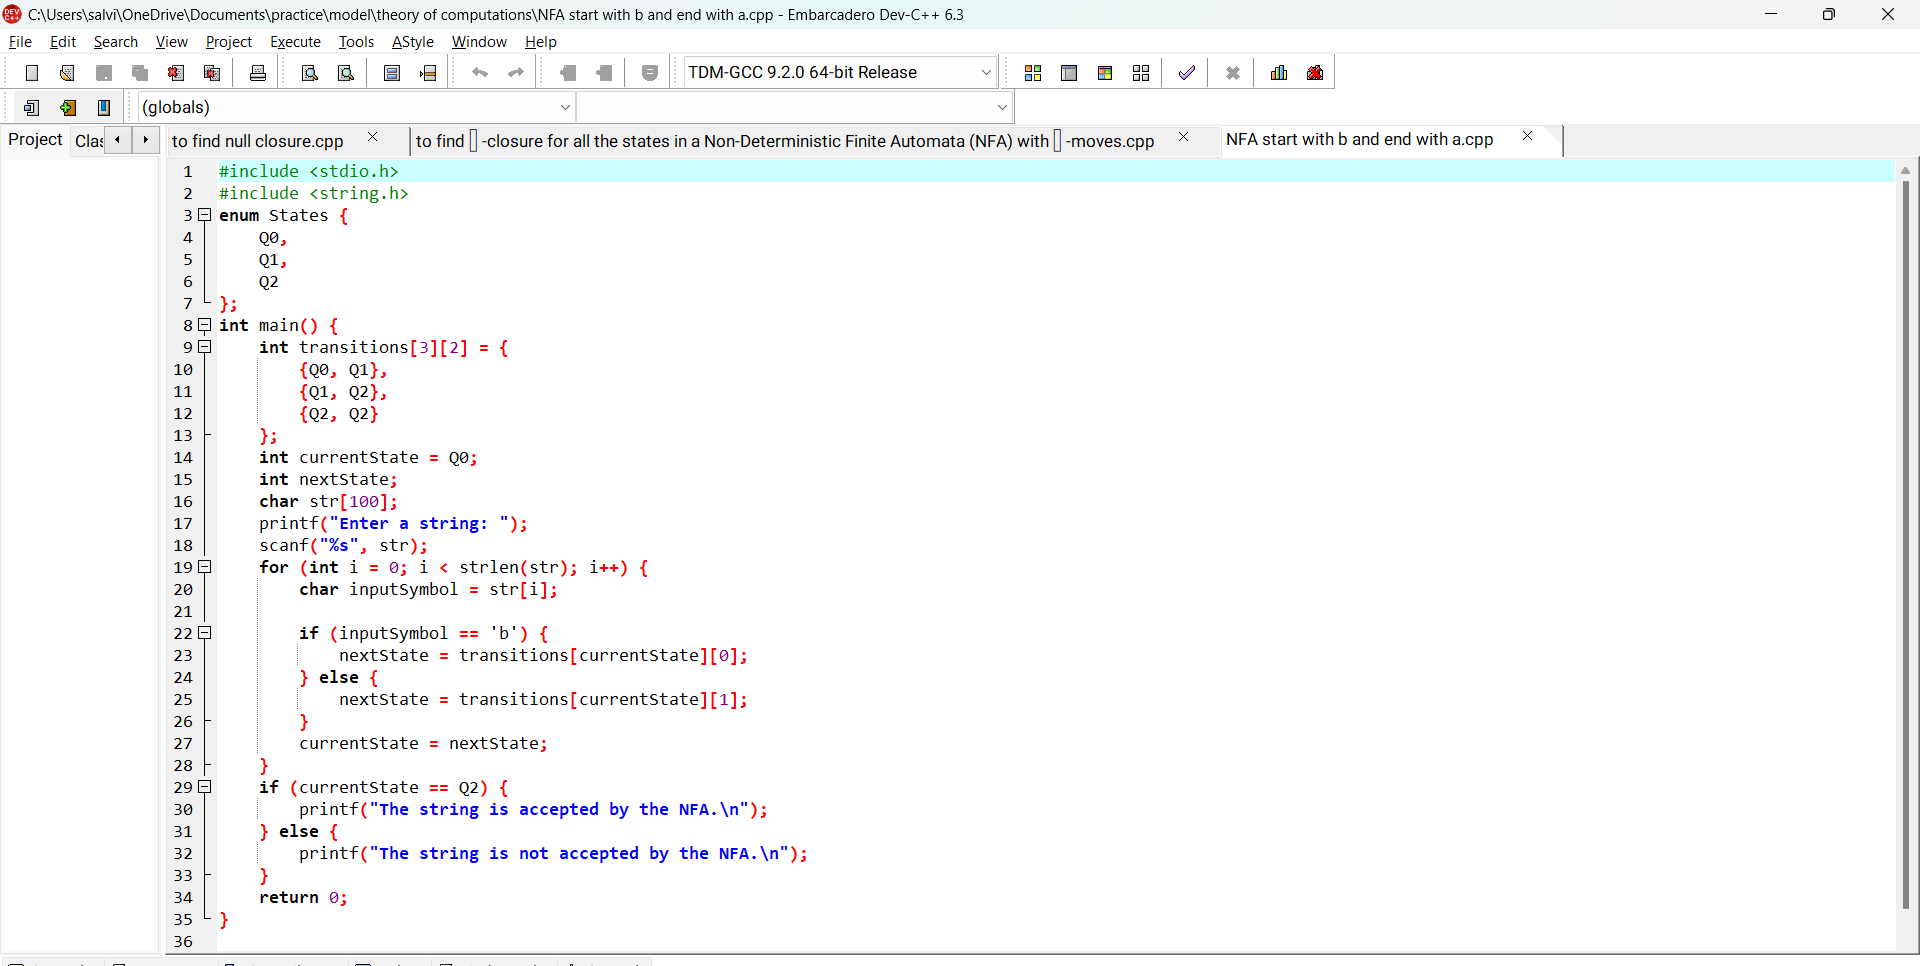 C:\Users\salvi\OneDrive\Documents\practice\model\theory of computations\NFA start with b and end with a.cpp - Embarcadero Dev-C++ 6.3
File Edit Search View Project Execute Tools AStyle Window Help
TDM-GCC 9.2.0 64-bit Release
(globals)
Project Clas to find null closure.cpp to find -closure for all the states in a Non-Deterministic Finite Automata (NFA) with -moves.cpp NFA start with b and end with a.cpp
1 #include <stdio.h>
2 #include <string.h>
3 enum States {
4 Q0,
5 Q1,
6 Q2
7 };
8 int main() {
9 int transitions[3][2] = {
10 {Q0, Q1},
11 {Q1, Q2},
12 {Q2, Q2}
13 };
14 int currentState = Q0;
15 int nextState;
16 char str[100];
17 printf("Enter a string: ");
18 scanf("%s", str);
19 for (int i = 0; i < strlen(str); i++) {
20 char inputSymbol = str[i];
21
22 if (inputSymbol == 'b') {
23 nextState = transitions[currentState][0];
24 } else {
25 nextState = transitions[currentState][1];
26 }
27 currentState = nextState;
28 }
29 if (currentState == Q2) {
30 printf("The string is accepted by the NFA.\n");
31 } else {
32 printf("The string is not accepted by the NFA.\n");
33 }
34 return 0;
35 }
36